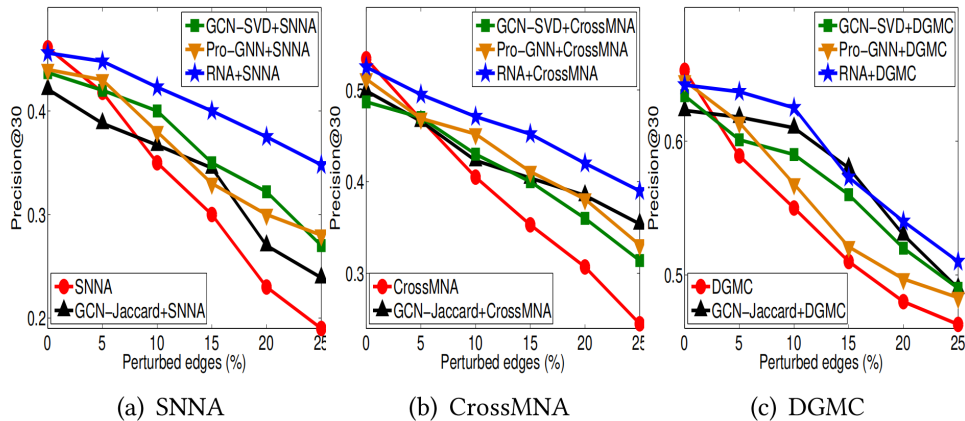 GCN-SVD+SNNA
Pro-GNN+SNNA
RNA+SNNA
Precision@30
0.4
0.3
0.2
SNNA
GCN-Jaccard+SNNA
0 5 10 15 20 25
Perturbed edges (%)
(a) SNNA
GCN-SVD+CrossMNA
Pro-GNN+CrossMNA
RNA+CrossMNA
Precision@30
0.5
0.4
0.3
CrossMNA
GCN-Jaccard+CrossMNA
0 5 10 15 20 25
Perturbed edges (%)
(b) CrossMNA
GCN-SVD+DGMC
Pro-GNN+DGMC
RNA+DGMC
Precision@30
0.6
0.5
DGMC
GCN-Jaccard+DGMC
0 5 10 15 20 25
Perturbed edges (%)
(c) DGMC